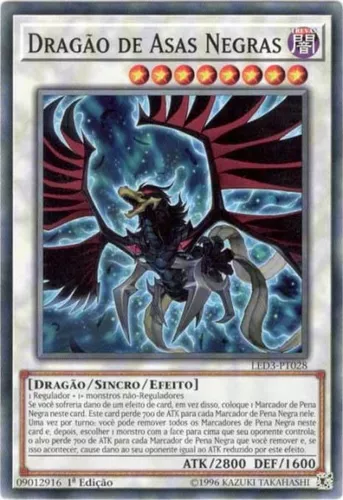 DRAGÃO DE ASAS NEGRAS
TREVAS
闇
LED3-PT028
[DRAGÃO/SINCRO/EFEITO]
1 Regulador + 1+ monstros não-Reguladores
Se você sofreria dano de um efeito de card, em vez disso, coloque 1 Marcador de Pena
Negra neste card. Este card perde 700 de ATK para cada Marcador de Pena Negra nele
Uma vez por turno: você pode remover todos os Marcadores de Pena Negra deste
card e, depois, escolher 1 monstro com a face para cima que seu oponente controla;
o alvo perde 700 de ATK para cada Marcador de Pena Negra que você remover e, se
isso acontecer, cause dano ao seu oponente igual ao ATK reduzido por este efeito.
ATK/2800 DEF/1600
09012916 1ª Edição ©1996 KAZUKI TAKAHASHI